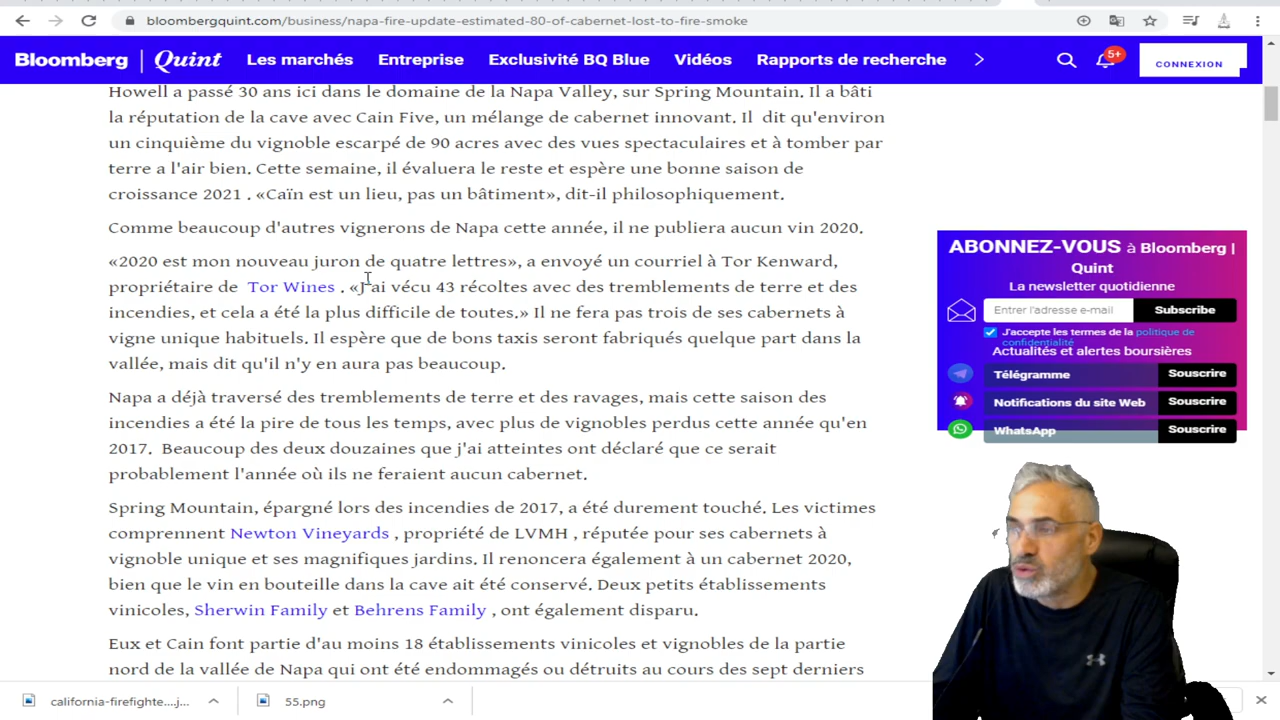 bloombergquint.com/business/napa-fire-update-estimated-80-of-cabernet-lost-to-fire-smoke
Bloomberg | Quint Les marchés Entreprise Exclusivité BQ Blue Vidéos Rapports de recherche 5+ CONNEXION
Howell a passé 30 ans ici dans le domaine de la Napa Valley, sur Spring Mountain. Il a bâti
la réputation de la cave avec Cain Five, un mélange de cabernet innovant. Il dit qu'environ
un cinquième du vignoble escarpé de 90 acres avec des vues spectaculaires et à tomber par
terre a l'air bien. Cette semaine, il évaluera le reste et espère une bonne saison de
croissance 2021 . «Caïn est un lieu, pas un bâtiment», dit-il philosophiquement.
Comme beaucoup d'autres vignerons de Napa cette année, il ne publiera aucun vin 2020.
«2020 est mon nouveau juron de quatre lettres», a envoyé un courriel à Tor Kenward,
propriétaire de Tor Wines . «J'ai vécu 43 récoltes avec des tremblements de terre et des
incendies, et cela a été la plus difficile de toutes.» Il ne fera pas trois de ses cabernets à
vigne unique habituels. Il espère que de bons taxis seront fabriqués quelque part dans la
vallée, mais dit qu'il n'y en aura pas beaucoup.
Napa a déjà traversé des tremblements de terre et des ravages, mais cette saison des
incendies a été la pire de tous les temps, avec plus de vignobles perdus cette année qu'en
2017. Beaucoup des deux douzaines que j'ai atteintes ont déclaré que ce serait
probablement l'année où ils ne feraient aucun cabernet.
Spring Mountain, épargné lors des incendies de 2017, a été durement touché. Les victimes
comprennent Newton Vineyards , propriété de LVMH , réputée pour ses cabernets à
vignoble unique et ses magnifiques jardins. Il renoncera également à un cabernet 2020,
bien que le vin en bouteille dans la cave ait été conservé. Deux petits établissements
vinicoles, Sherwin Family et Behrens Family , ont également disparu.
Eux et Cain font partie d'au moins 18 établissements vinicoles et vignobles de la partie
nord de la vallée de Napa qui ont été endommagés ou détruits au cours des sept derniers
ABONNEZ-VOUS à Bloomberg |
Quint
La newsletter quotidienne
Entrer l'adresse e-mail Subscribe
J'accepte les termes de la politique de
confidentialité
Actualités et alertes boursières
Télégramme Souscrire
Notifications du site Web Souscrire
WhatsApp Souscrire
california-firefighte....j... 55.png